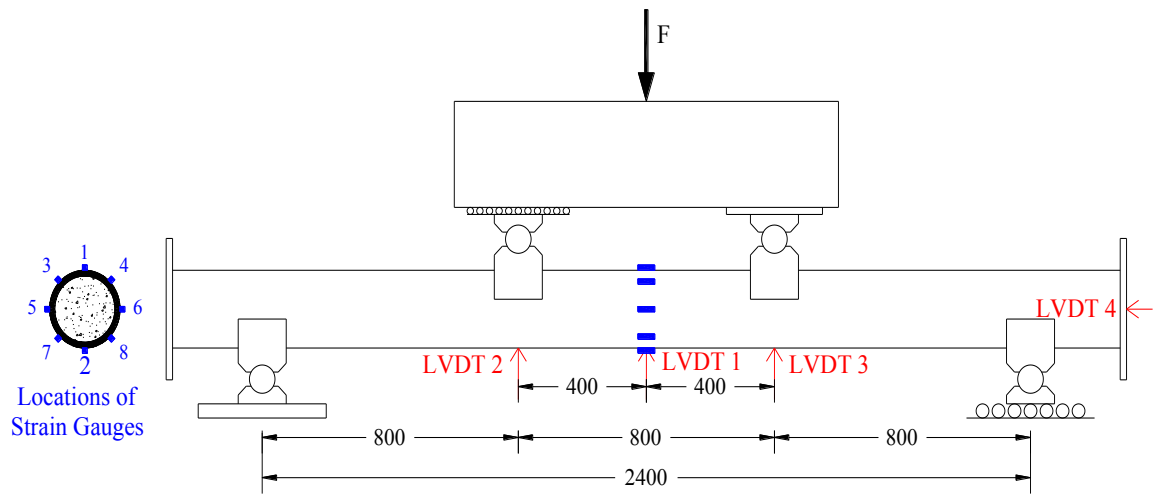 F
1
3
4
5
6
7
8
2
Locations of
Strain Gauges
LVDT 2
LVDT 1
LVDT 3
LVDT 4
400
400
800
800
800
2400